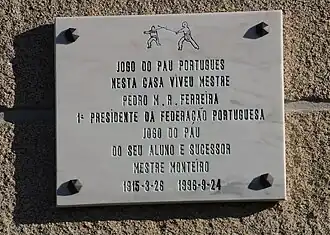 JOGO DO PAU PORTUGUES
NESTA CASA VIVEU MESTRE
PEDRO M. R. FERREIRA
1º PRESIDENTE DA FEDERAÇÃO PORTUGUESA
JOGO DO PAU
DO SEU ALUNO E SUCESSOR
MESTRE MONTEIRO
1915-3-26 1996-9-24